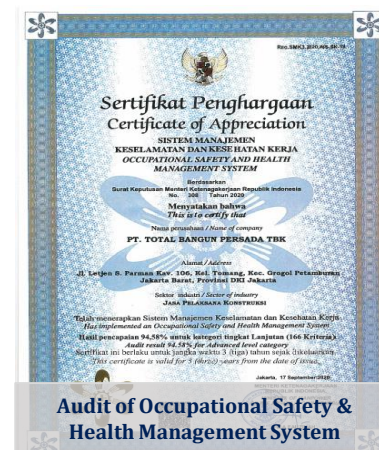 Sertifikat Penghargaan
Certificate of Appreciation
SISTEM MANAJEMEN
KESELAMATAN DAN KESEHATAN KERJA
OCCUPATIONAL SAFETY AND HEALTH
MANAGEMENT SYSTEM
Berdasarkan
Surat Keputusan Menteri Ketenagakerjaan Republik Indonesia
No. 308 Tahun 2020
Menyatakan bahwa
This is to certify that
Nama perusahaan / Name of company
PT. TOTAL BANGUN PERSADA TBK
Alamat / Address
Jl. Letjen S. Parman Kav. 106, Kel. Tomang, Kec. Grogol Petamburan
Jakarta Barat, Provinsi DKI Jakarta
Sektor industri / Sector of industry
JASA PELAKSANA KONSTRUKSI
Telah menerapkan Sistem Manajemen Keselamatan dan Kesehatan Kerja
Has implemented an Occupational Safety and Health Management System
Hasil pencapaian 94,58% untuk kategori tingkat Lanjutan (166 Kriteria)
Audit result 94.58% for Advanced level category
Sertifikat ini berlaku untuk jangka waktu 3 (tiga) tahun sejak dikeluarkan
This certificate is valid for 3 (three) years from the date of issue
Jakarta, 17 September 2020
Audit of Occupational Safety &
Health Management System